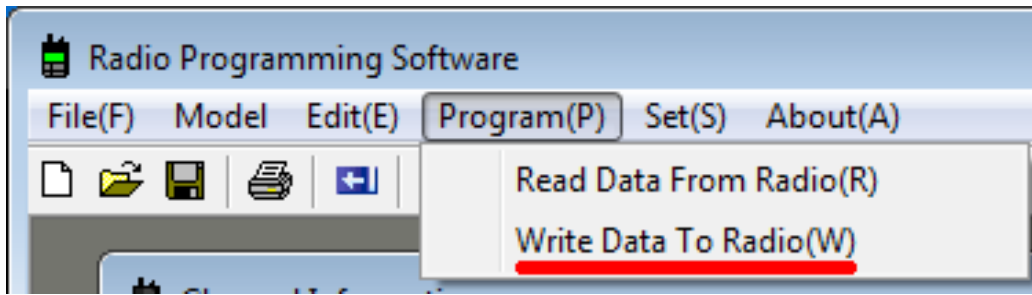 Radio Programming Software
File(F) Model Edit(E) Program(P) Set(S) About(A)
Read Data From Radio(R)
Write Data To Radio(W)